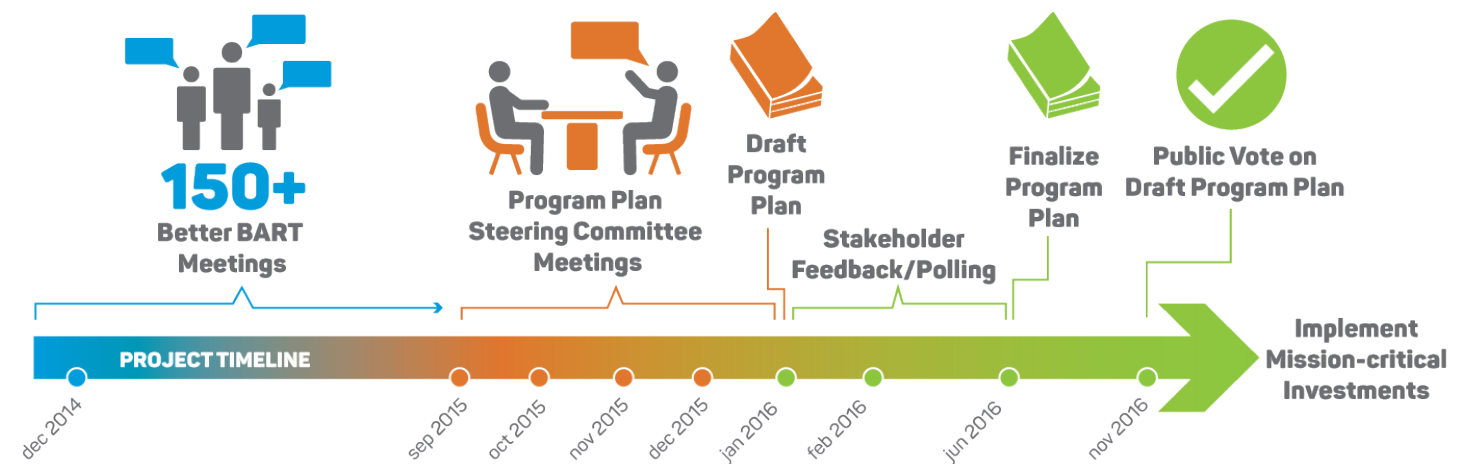 150+
Better BART
Meetings
Program Plan
Steering Committee
Meetings
Draft
Program
Plan
Stakeholder
Feedback/Polling
Finalize
Program
Plan
Public Vote on
Draft Program Plan
PROJECT TIMELINE
Implement
Mission-critical
Investments
dec 2014
sep 2015
oct 2015
nov 2015
dec 2015
jan 2016
feb 2016
jun 2016
nov 2016